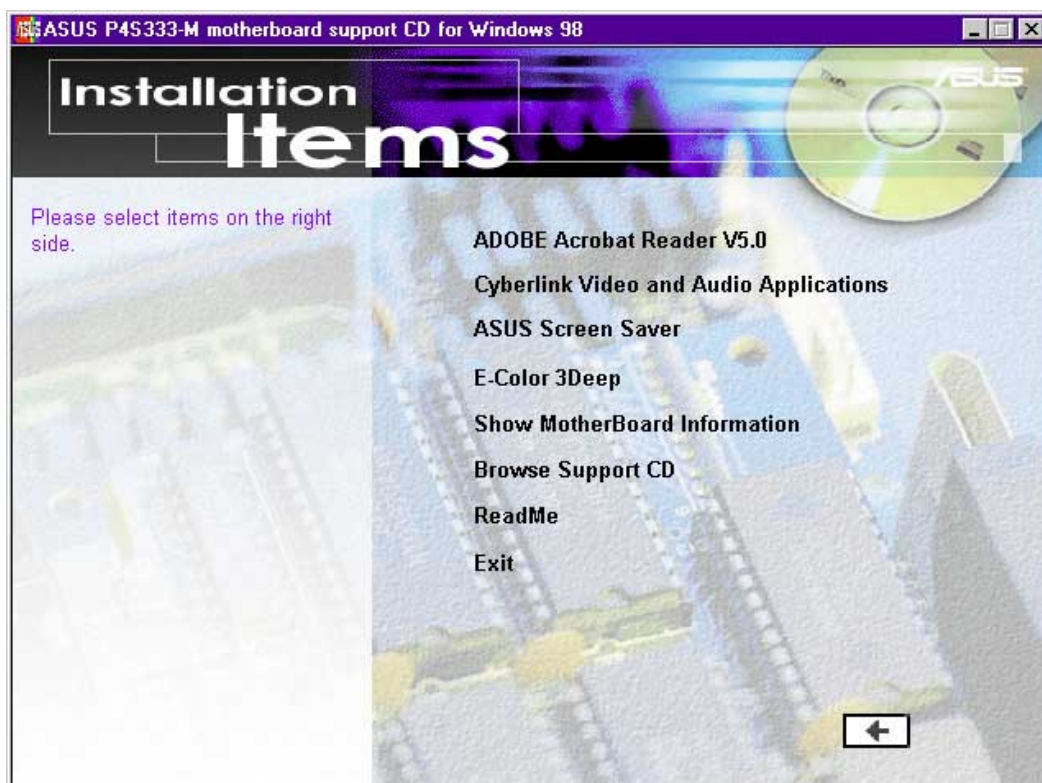 ASUS P4S333-M motherboard support CD for Windows 98
Installation
Items
ASUS
Please select items on the right
side.
ADOBE Acrobat Reader V5.0
Cyberlink Video and Audio Applications
ASUS Screen Saver
E-Color 3Deep
Show MotherBoard Information
Browse Support CD
ReadMe
Exit